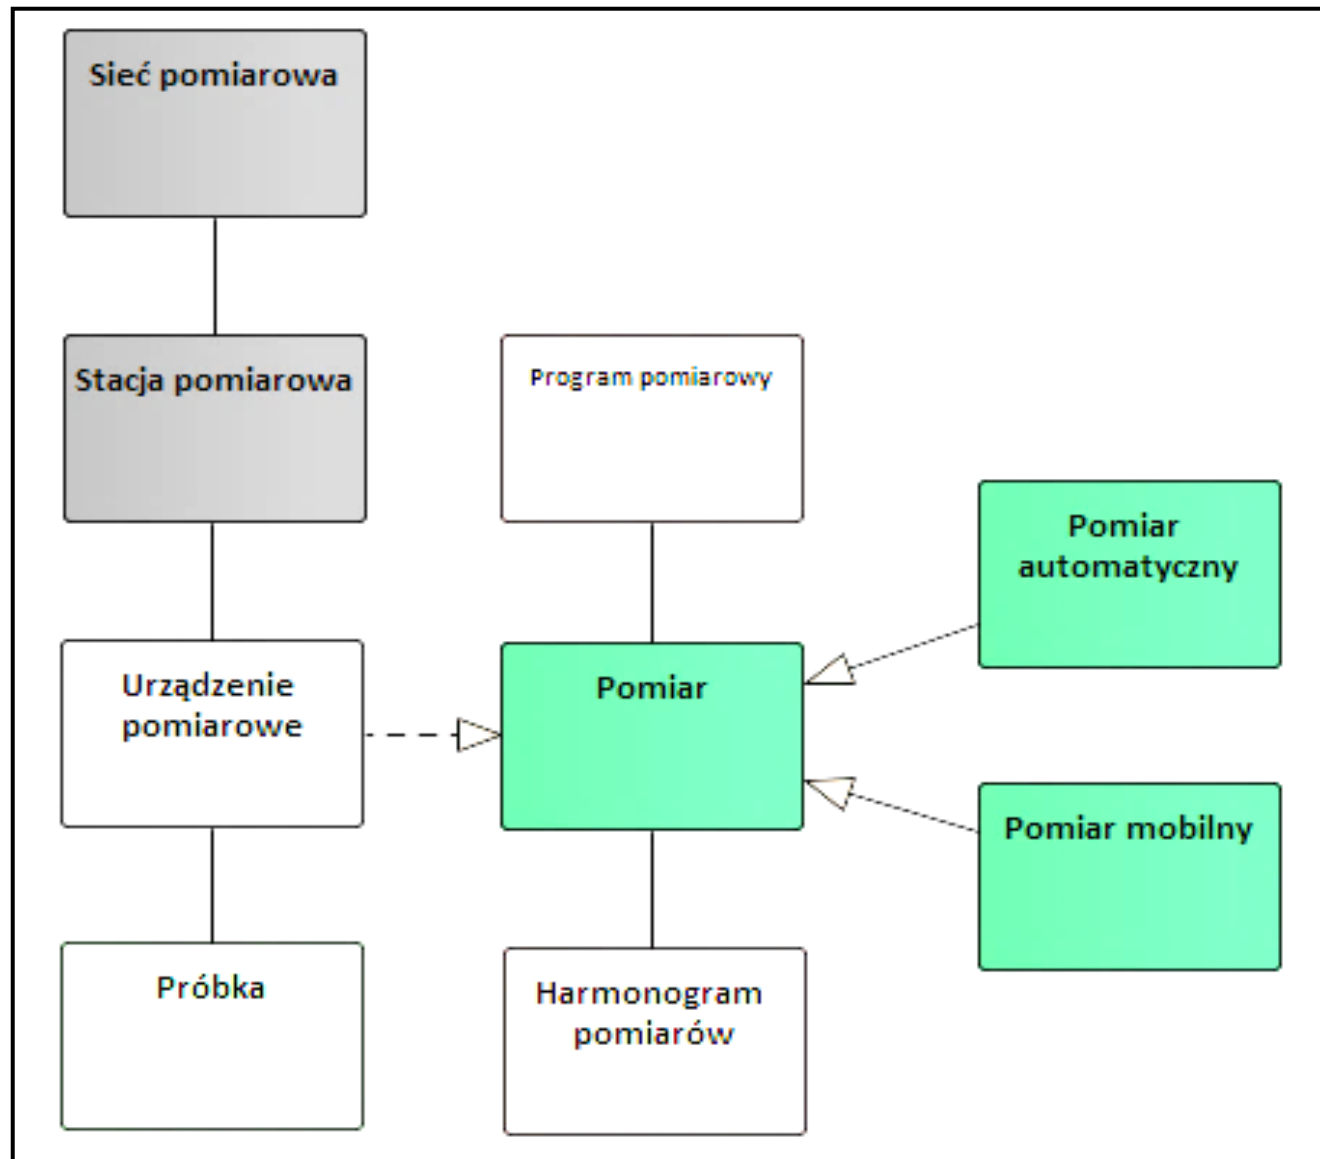 Sieć pomiarowa
Stacja pomiarowa
Program pomiarowy
Pomiar
automatyczny
Urządzenie
pomiarowe
Pomiar
Pomiar mobilny
Próbka
Harmonogram
pomiarów